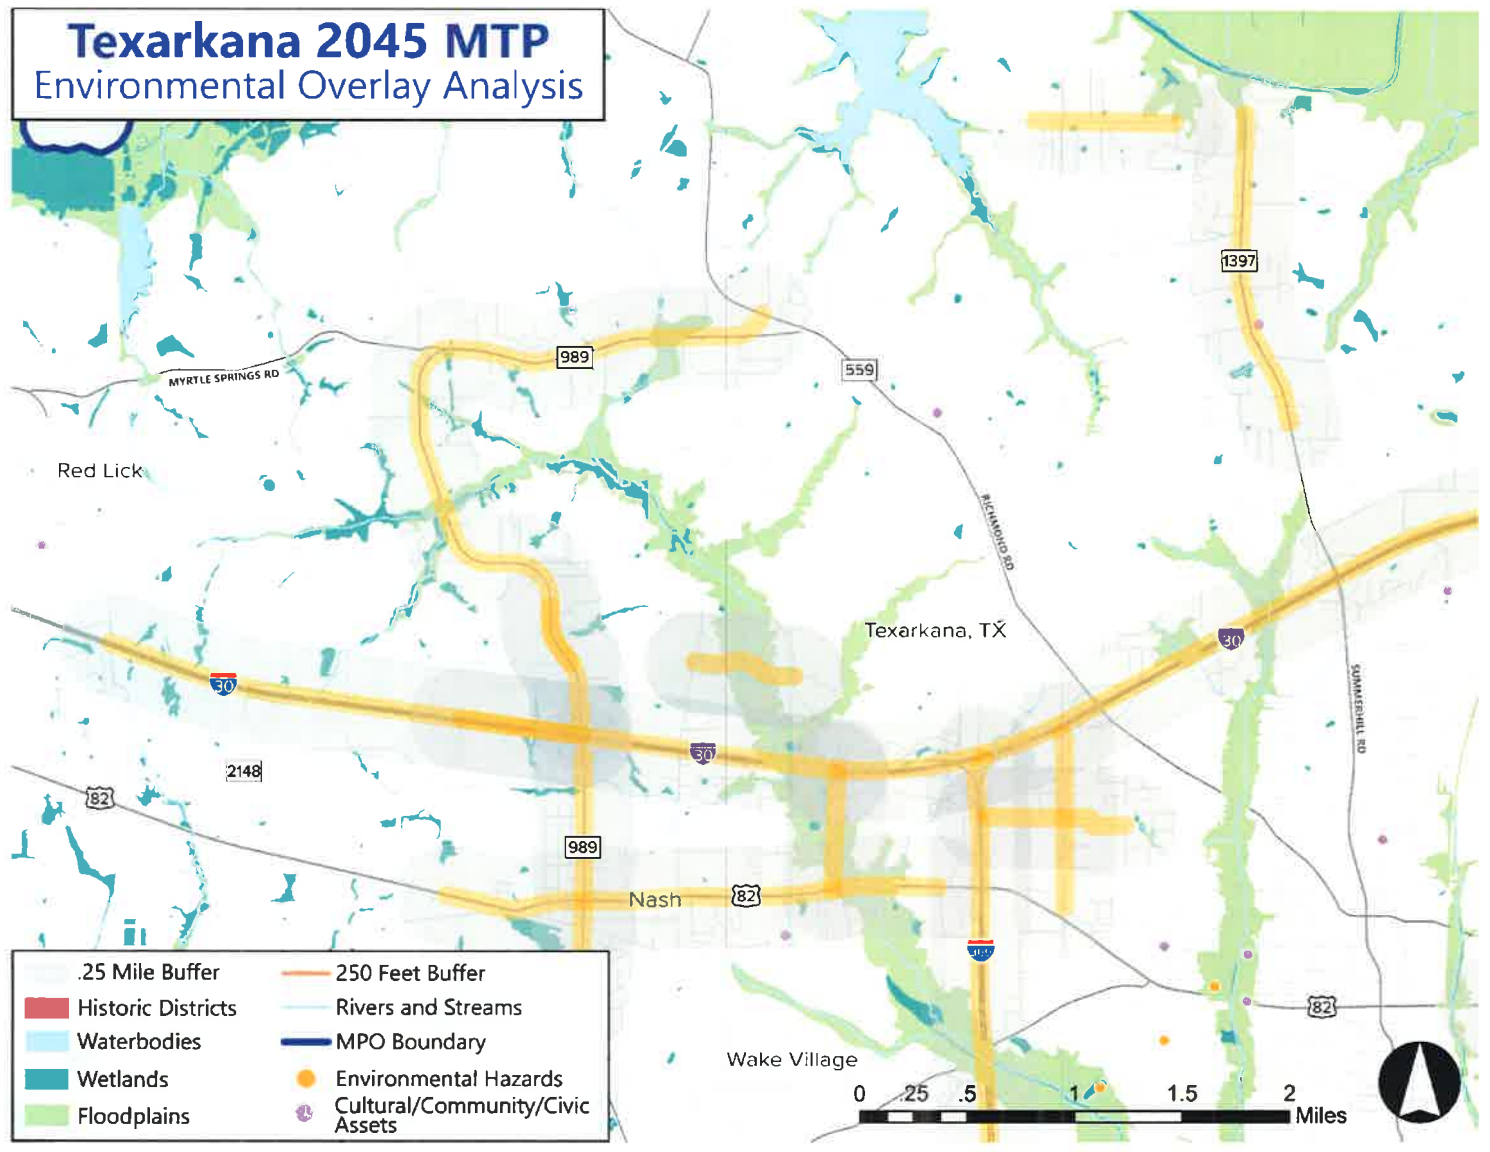 Texarkana 2045 MTP
Environmental Overlay Analysis
1397
989
559
MYRTLE SPRINGS RD
Red Lick
RICHMOND RD
Texarkana, TX
30
30
SUMMERHILL RD
30
2148
82
989
Nash
82
.25 Mile Buffer
250 Feet Buffer
Historic Districts
Rivers and Streams
Waterbodies
MPO Boundary
Wetlands
Environmental Hazards
Floodplains
Cultural/Community/Civic
Assets
82
Wake Village
0 .25 .5 1 1.5 2
Miles